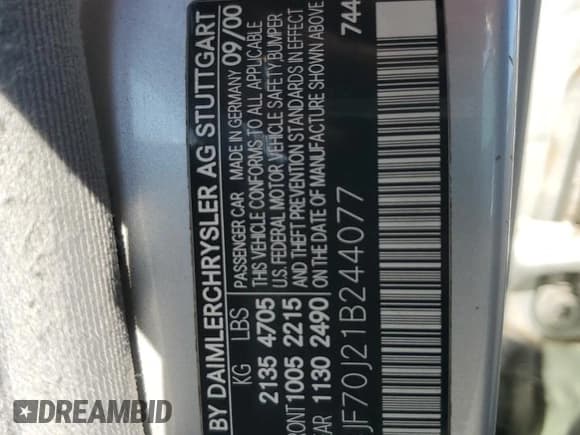 BY DAIMLERCHRYSLER AG STUTTGART
KG LBS PASSENGER CAR MADE IN GERMANY 09/00
2135 4705 THIS VEHICLE CONFORMS TO ALL APPLICABLE
U.S. FEDERAL MOTOR VEHICLE SAFETY, BUMPER
RONT 1005 2215 AND THEFT PREVENTION STANDARDS IN EFFECT
AR 1130 2490 ON THE DATE OF MANUFACTURE SHOWN ABOVE
JF70J21B244077 744
DREAMBID